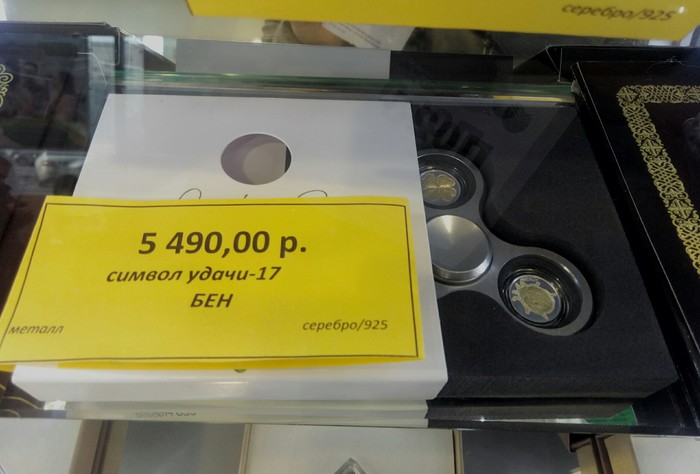 серебро/925
5 490,00 р.
символ удачи-17
БЕН
металл серебро/925